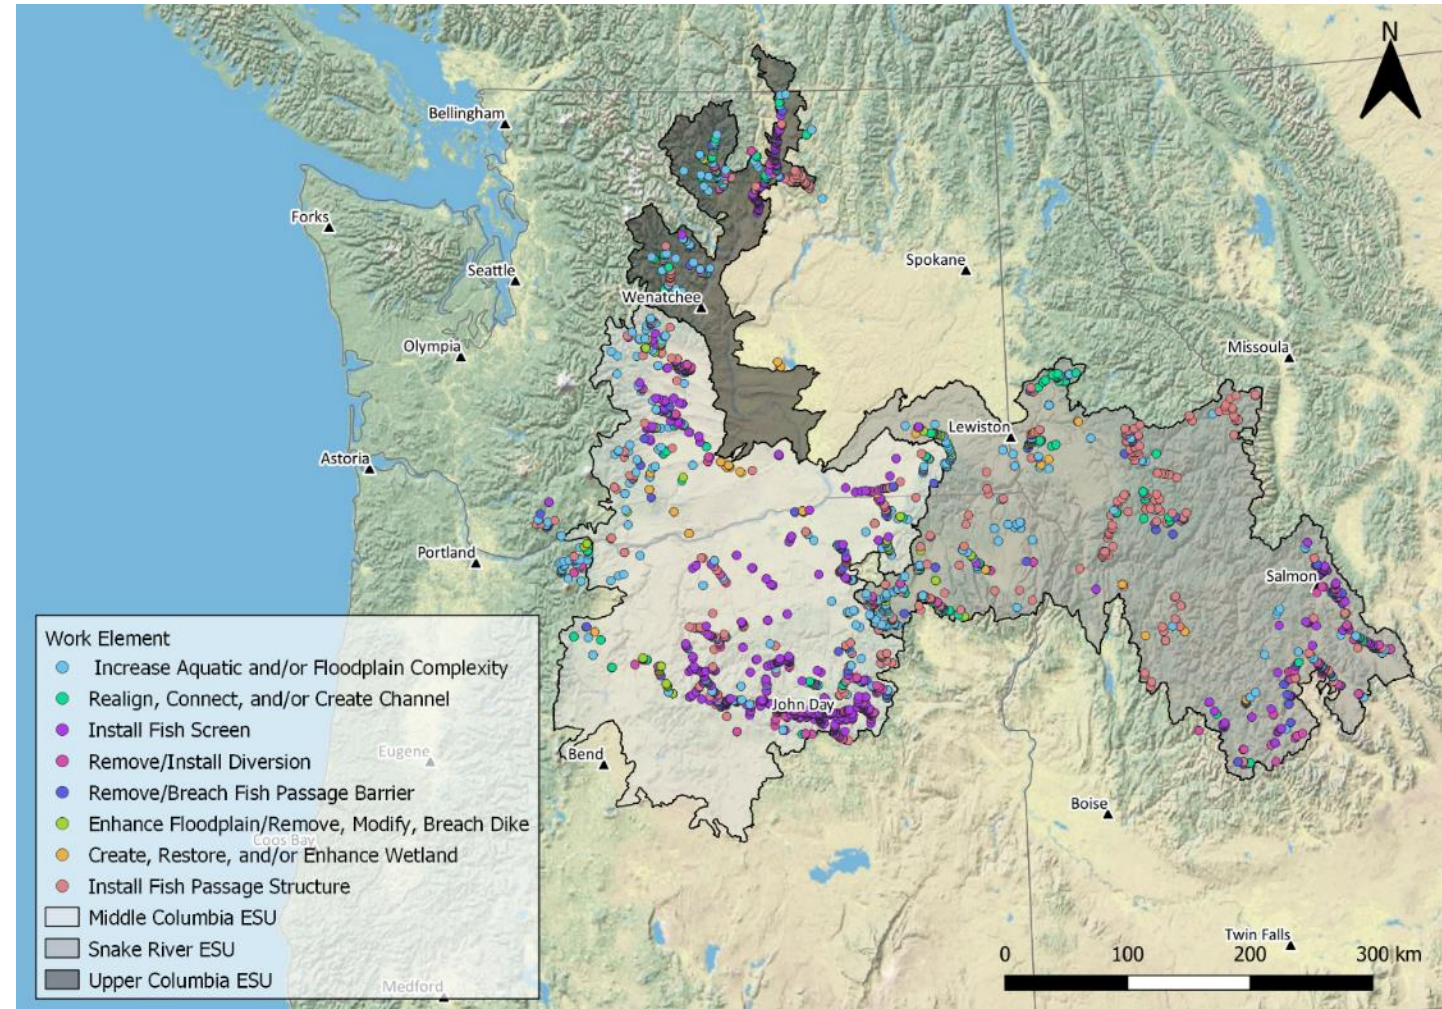 N
Bellingham
Forks
Seattle
Spokane
Wenatchee
Olympia
Missoula
Lewiston
Astoria
Portland
Salmon
Work Element
Increase Aquatic and/or Floodplain Complexity
Realign, Connect, and/or Create Channel
Install Fish Screen
Remove/Install Diversion
Remove/Breach Fish Passage Barrier
Enhance Floodplain/Remove, Modify, Breach Dike
Create, Restore, and/or Enhance Wetland
Install Fish Passage Structure
Middle Columbia ESU
Snake River ESU
Upper Columbia ESU
John Day
Eugene
Bend
Boise
Coos Bay
Twin Falls
Medford
0 100 200 300 km